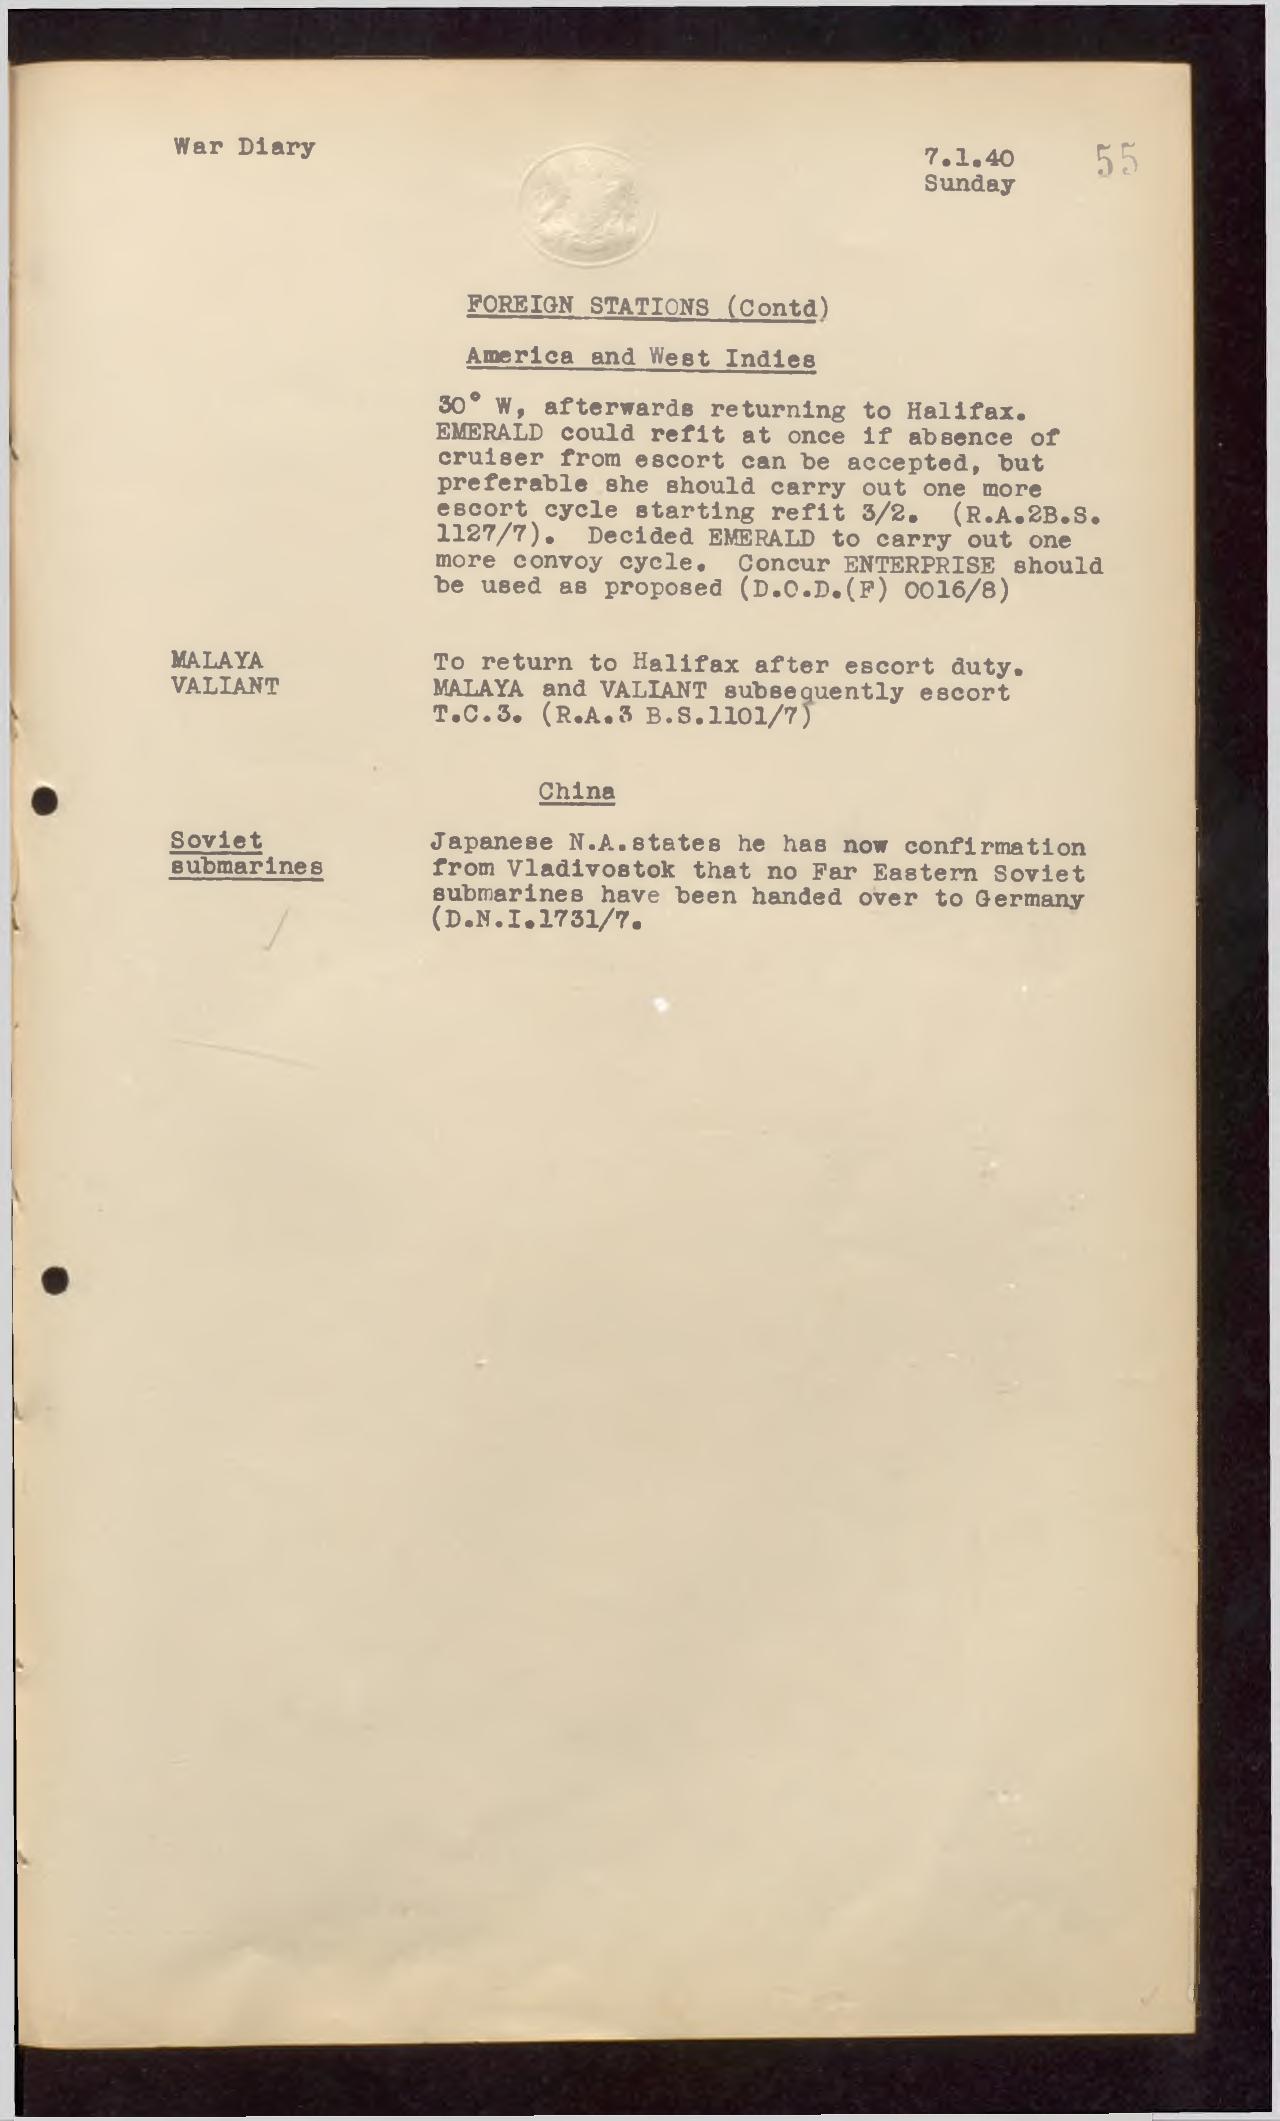 War Diary
7.1.40
Sunday
55
FOREIGN STATIONS (Contd)
America and West Indies
30° W, afterwards returning to Halifax.
EMERALD could refit at once if absence of
cruiser from escort can be accepted, but
preferable she should carry out one more
escort cycle starting refit 3/2. (R.A.2B.S.
1127/7). Decided EMERALD to carry out one
more convoy cycle. Concur ENTERPRISE should
be used as proposed (D.O.D.(F) 0016/8)
MALAYA
VALIANT
To return to Halifax after escort duty.
MALAYA and VALIANT subsequently escort
T.C.3. (R.A.3 B.S.1101/7)
China
Soviet
submarines
Japanese N.A.states he has now confirmation
from Vladivostok that no Far Eastern Soviet
submarines have been handed over to Germany
(D.N.I.1731/7.